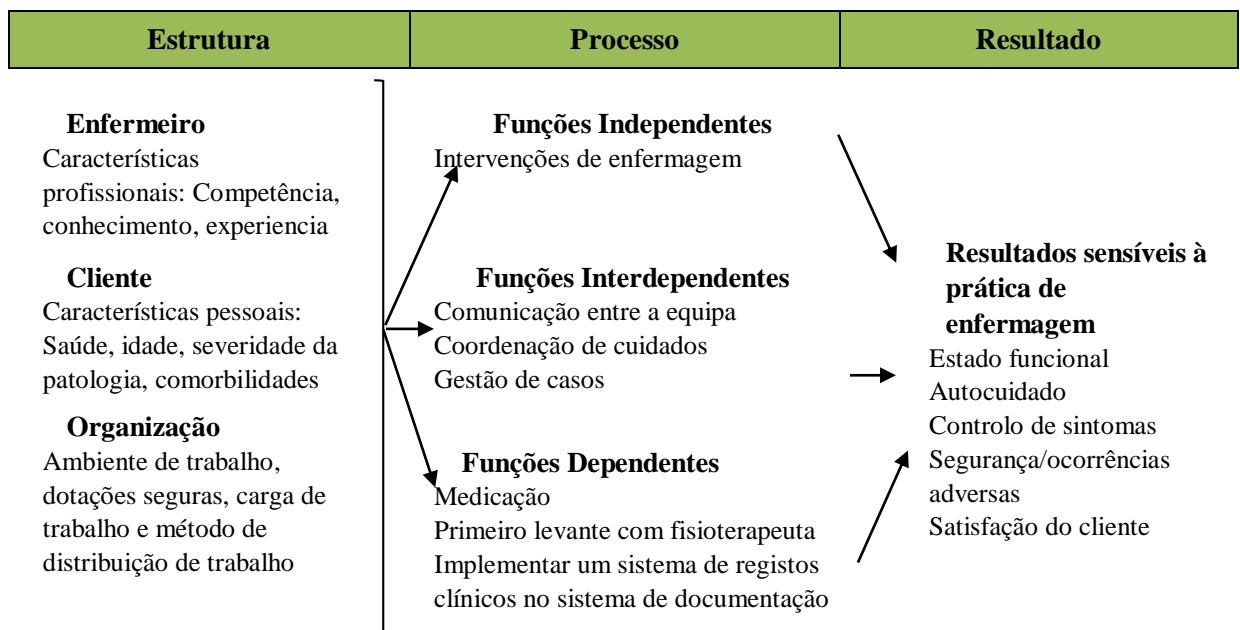 Estrutura
Processo
Resultado
Enfermeiro
Características
profissionais: Competência,
conhecimento, experiencia
Cliente
Características pessoais:
Saúde, idade, severidade da
patologia, comorbilidades
Organização
Ambiente de trabalho,
dotações seguras, carga de
trabalho e método de
distribuição de trabalho
Funções Independentes
Intervenções de enfermagem
Funções Interdependentes
Comunicação entre a equipa
Coordenação de cuidados
Gestão de casos
Funções Dependentes
Medicação
Primeiro levante com fisioterapeuta
Implementar um sistema de registos
clínicos no sistema de documentação
Resultados sensíveis à
prática de
enfermagem
Estado funcional
Autocuidado
Controlo de sintomas
Segurança/ocorrências
adversas
Satisfação do cliente